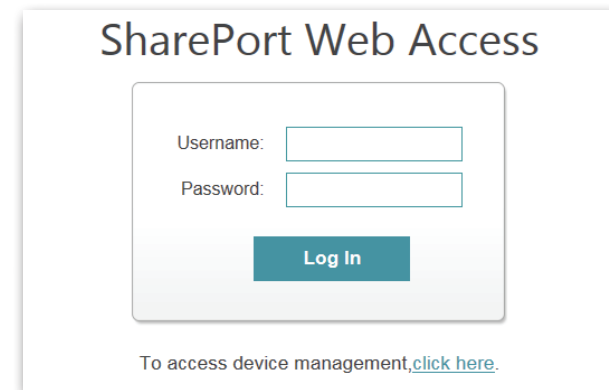 SharePort Web Access
Username:
Password:
Log In
To access device management,click here.